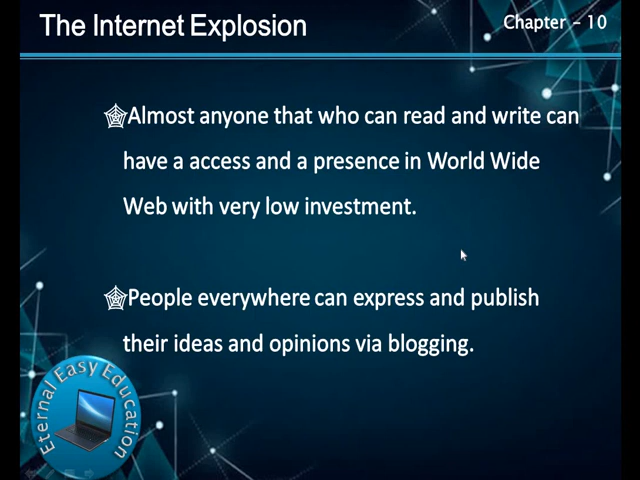 The Internet Explosion
Chapter - 10
Almost anyone that who can read and write can
have a access and a presence in World Wide
Web with very low investment.
People everywhere can express and publish
their ideas and opinions via blogging.
Eternal Easy Education